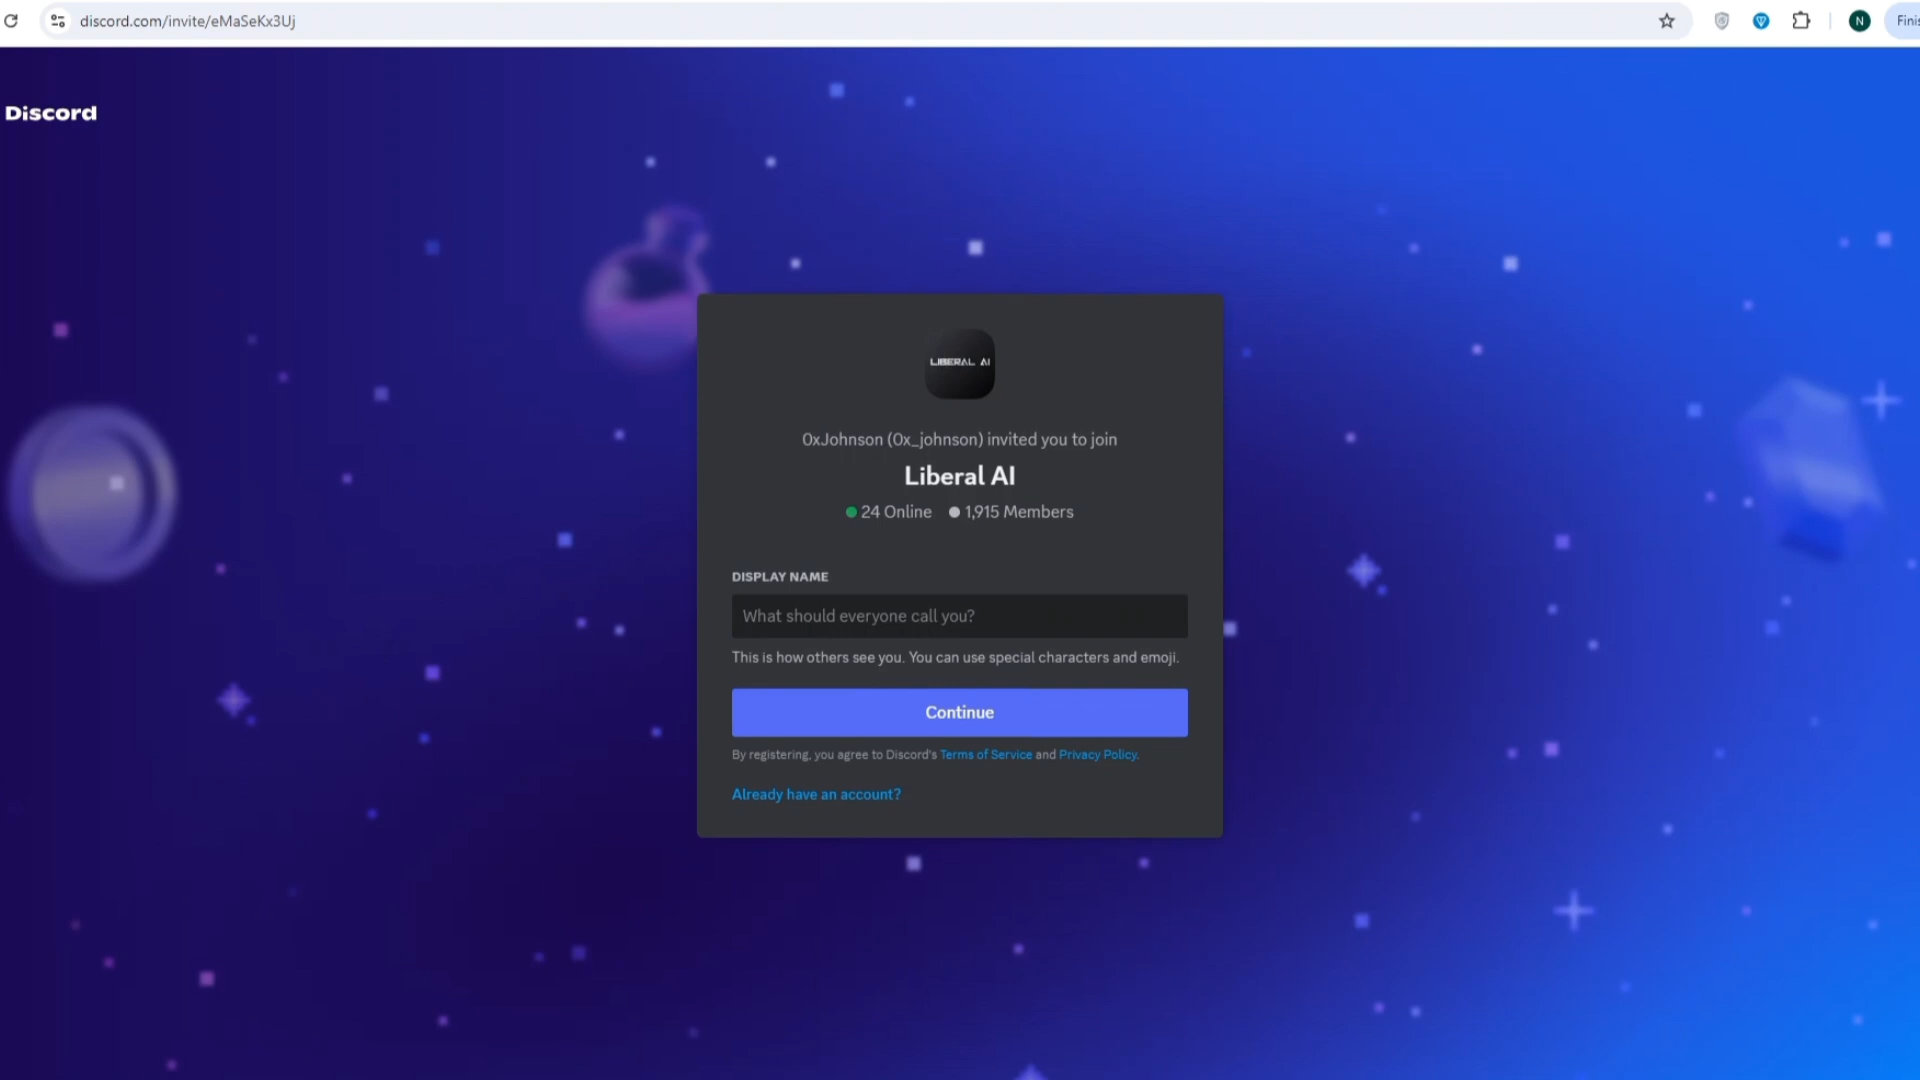 discord.com/invite/eMaSeKx3Uj
N
Finis
Discord
LIBERAL AI
0xJohnson (0x_johnson) invited you to join
Liberal AI
24 Online 1,915 Members
DISPLAY NAME
What should everyone call you?
This is how others see you. You can use special characters and emoji.
Continue
By registering, you agree to Discord's Terms of Service and Privacy Policy.
Already have an account?